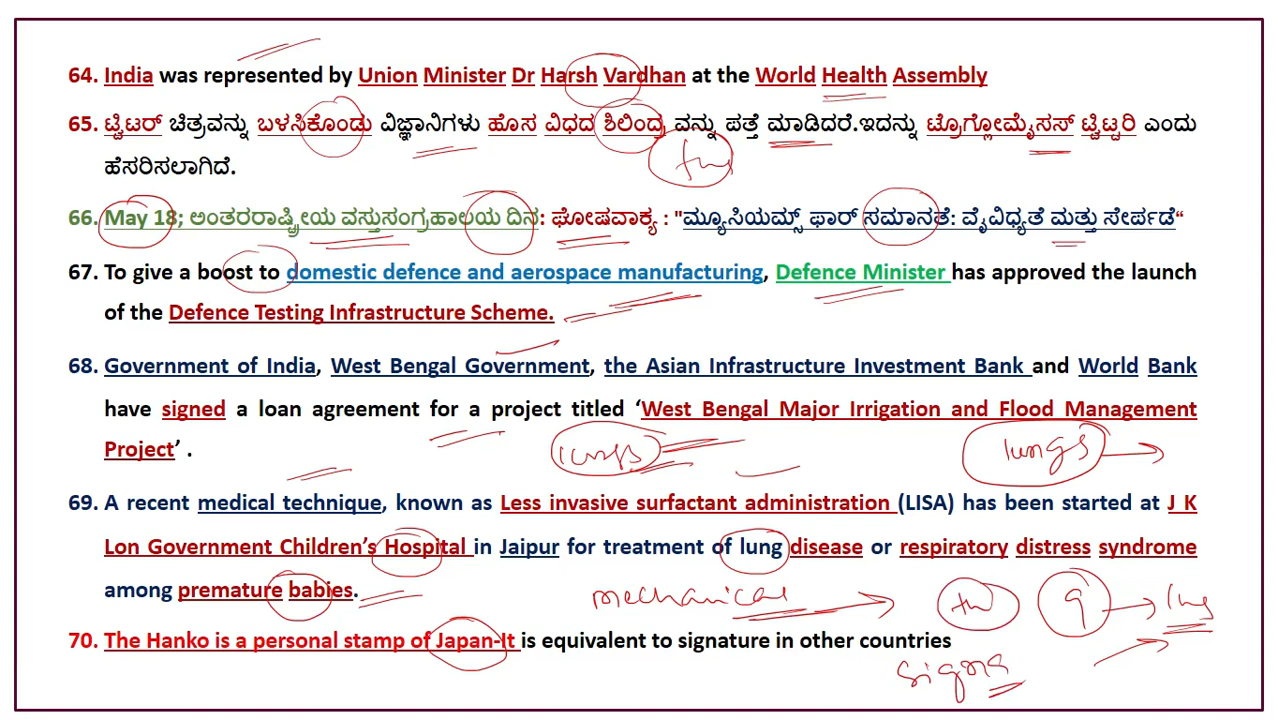 64. India was represented by Union Minister Dr Harsh Vardhan at the World Health Assembly
65. ಟ್ವಿಟರ್ ಚಿತ್ರವನ್ನು ಬಳಸಿಕೊಂಡು ವಿಜ್ಞಾನಿಗಳು ಹೊಸ ವಿಧದ ಶಿಲಿಂಧ್ರ ವನ್ನು ಪತ್ತೆ ಮಾಡಿದರೆ.ಇದನ್ನು ಟ್ರೊಗ್ಲೋಮೈಸಸ್ ಟ್ವಿಟ್ಟರಿ ಎಂದು
ಹೆಸರಿಸಲಾಗಿದೆ.
66. May 18; ಅಂತರರಾಷ್ಟ್ರೀಯ ವಸ್ತುಸಂಗ್ರಹಾಲಯ ದಿನ: ಘೋಷವಾಕ್ಯ : "ಮ್ಯೂಸಿಯಮ್ಸ್ ಫಾರ್ ಸಮಾನತೆ: ವೈವಿಧ್ಯತೆ ಮತ್ತು ಸೇರ್ಪಡೆ“
67. To give a boost to domestic defence and aerospace manufacturing, Defence Minister has approved the launch
of the Defence Testing Infrastructure Scheme.
68. Government of India, West Bengal Government, the Asian Infrastructure Investment Bank and World Bank
have signed a loan agreement for a project titled ‘West Bengal Major Irrigation and Flood Management
Project’ .
lungs lungs
69. A recent medical technique, known as Less invasive surfactant administration (LISA) has been started at J K
Lon Government Children’s Hospital in Jaipur for treatment of lung disease or respiratory distress syndrome
among premature babies.
mechanical
70. The Hanko is a personal stamp of Japan-It is equivalent to signature in other countries